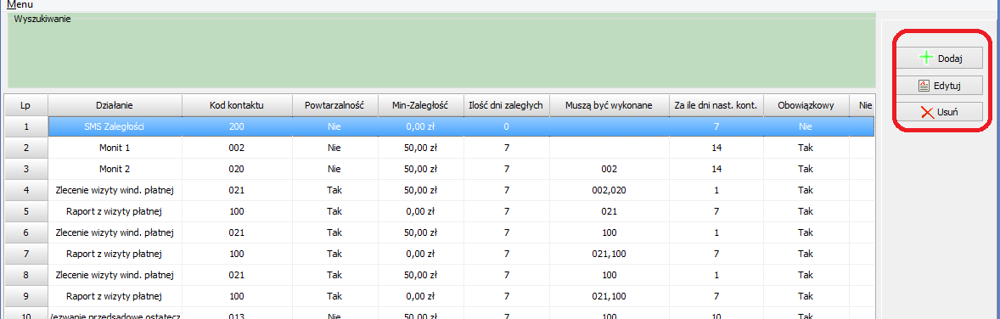 Menu
Wyszukiwanie
Dodaj
Edytuj
Usuń
Lp Działanie Kod kontaktu Powtarzalność Min-Zaległość Ilość dni zaległych Muszą być wykonane Za ile dni nast. kont. Obowiązkowy Nie
1 SMS Zaległości 200 Nie 0,00 zł 0 7 Nie
2 Monit 1 002 Nie 50,00 zł 7 14 Tak
3 Monit 2 020 Nie 50,00 zł 7 002 14 Tak
4 Zlecenie wizyty wind. płatnej 021 Tak 50,00 zł 7 002,020 1 Tak
5 Raport z wizyty płatnej 100 Tak 0,00 zł 7 021 7 Tak
6 Zlecenie wizyty wind. płatnej 021 Tak 50,00 zł 7 100 1 Tak
7 Raport z wizyty płatnej 100 Tak 0,00 zł 7 021,100 7 Tak
8 Zlecenie wizyty wind. płatnej 021 Tak 50,00 zł 7 100 1 Tak
9 Raport z wizyty płatnej 100 Tak 0,00 zł 7 021,100 7 Tak
10 przedsądowe 013 Nie 50,00 zł 7 100 10 Tak